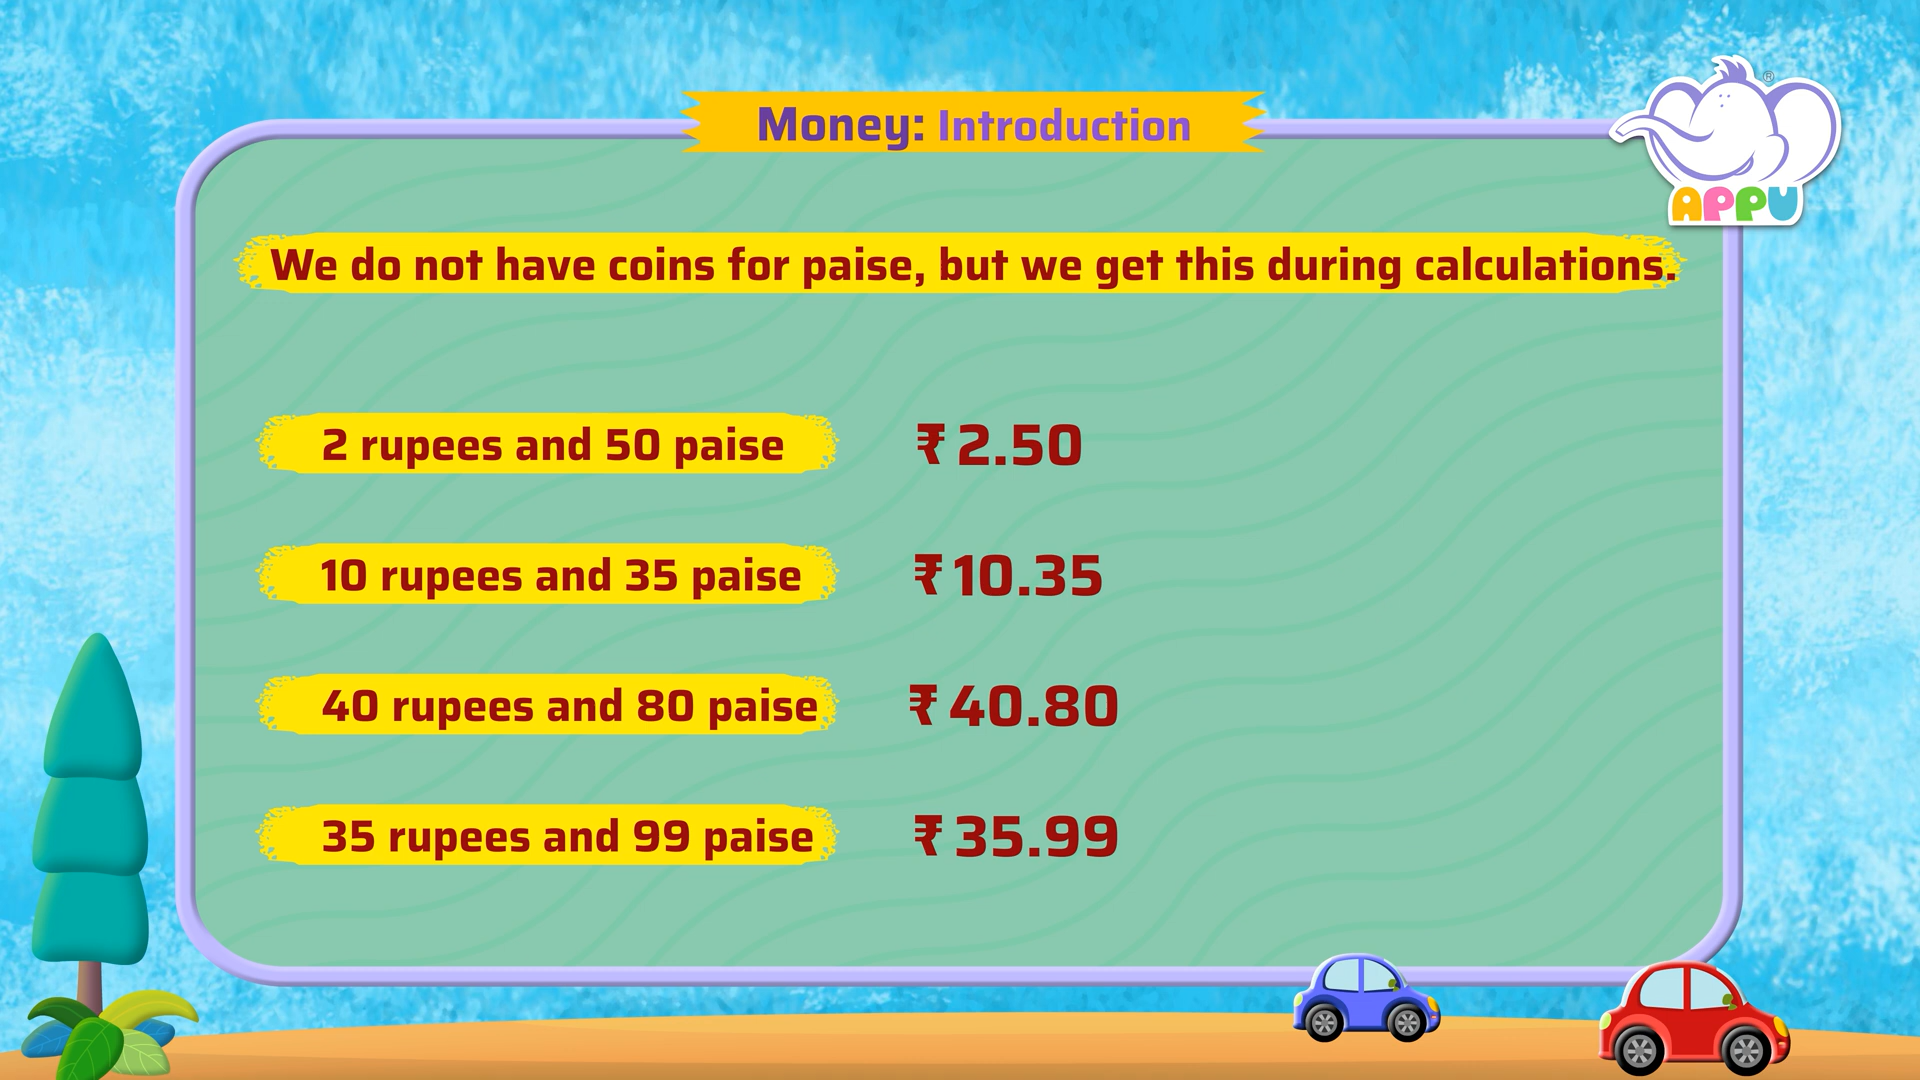 Money: Introduction
®
APPU
We do not have coins for paise, but we get this during calculations.
2 rupees and 50 paise ₹ 2.50
10 rupees and 35 paise ₹ 10.35
40 rupees and 80 paise ₹ 40.80
35 rupees and 99 paise ₹ 35.99